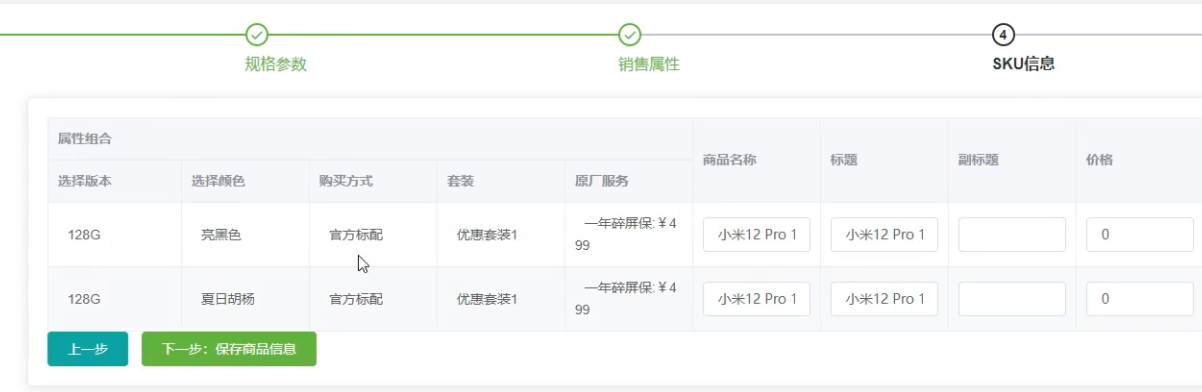 4
规格参数 销售属性 SKU信息
属性组合 商品名称 标题 副标题 价格
选择版本 选择颜色 购买方式 套装 原厂服务
128G 亮黑色 官方标配 优惠套装1 一年碎屏保:￥4
99 小米12 Pro 1 小米12 Pro 1 0
128G 夏日胡杨 官方标配 优惠套装1 一年碎屏保:￥4
99 小米12 Pro 1 小米12 Pro 1 0
上一步 下一步：保存商品信息